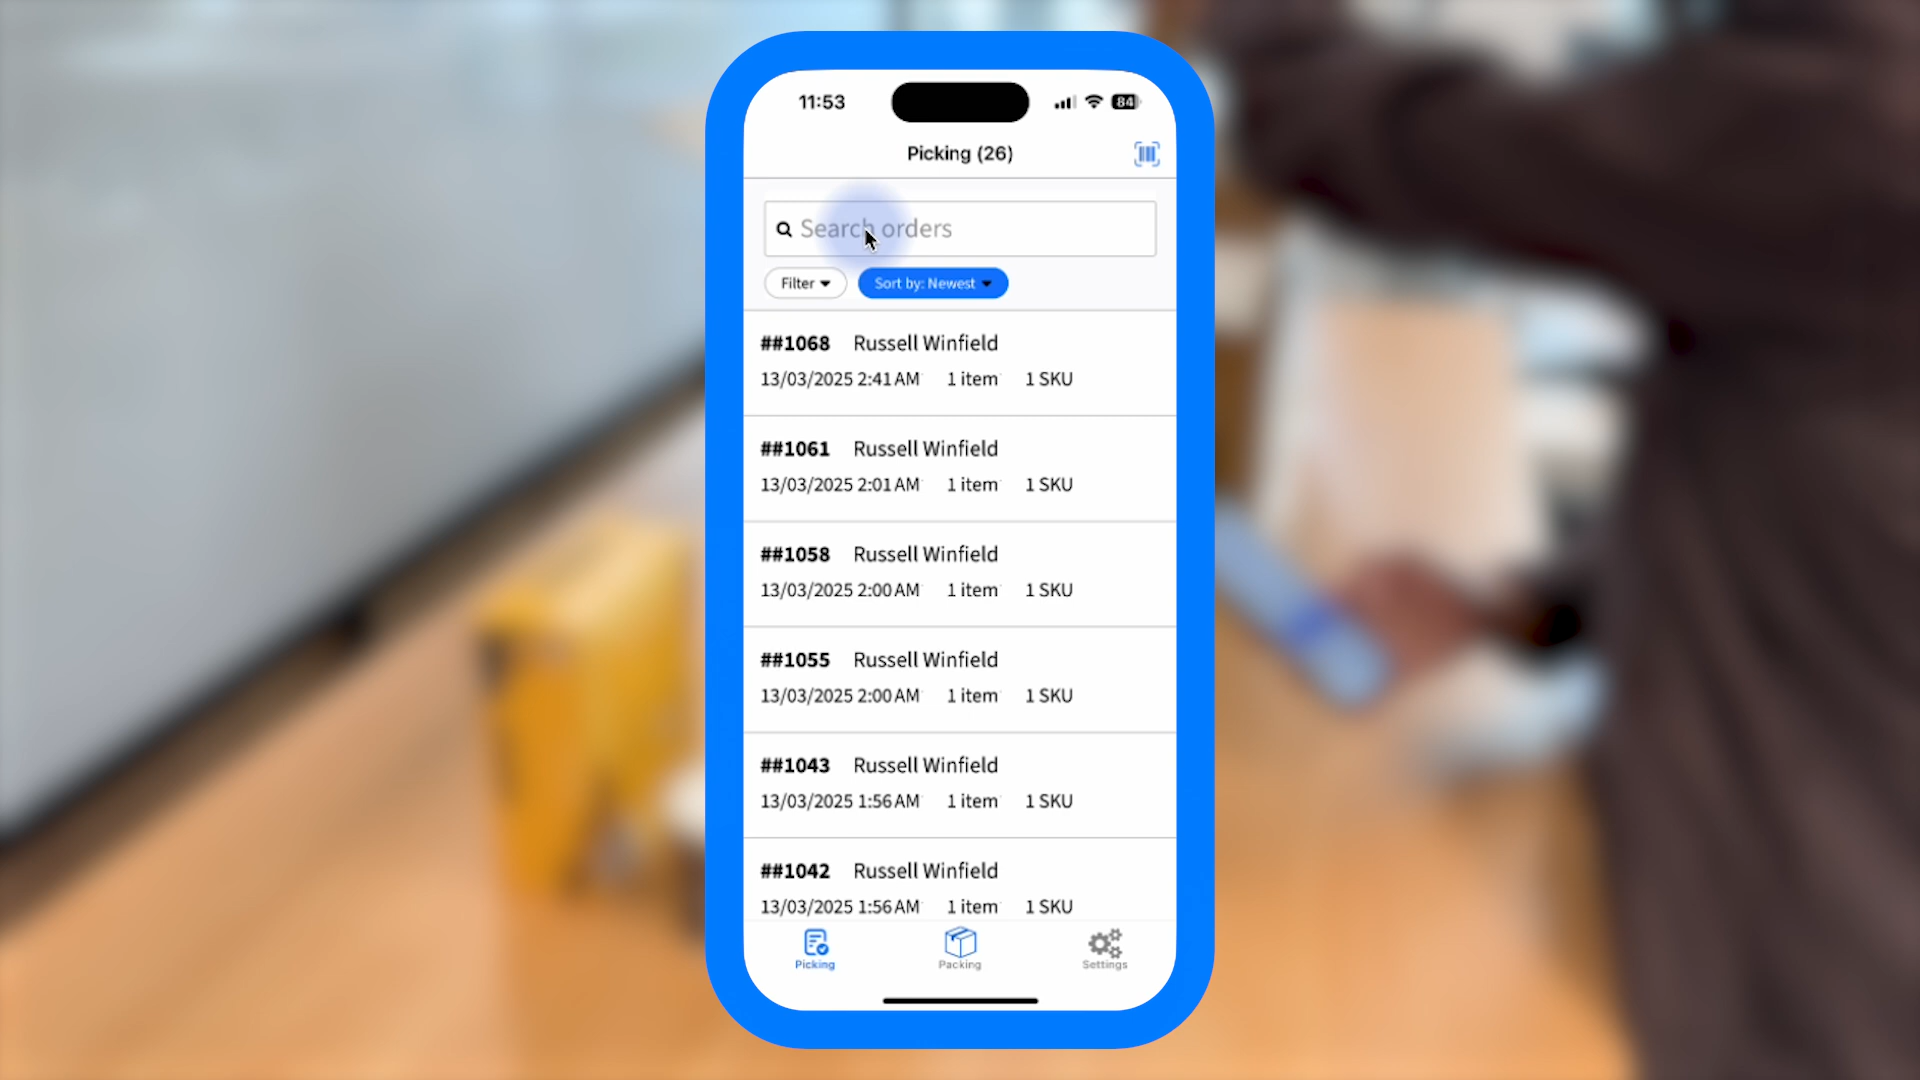 11:53 84
Picking (26)
Search orders
Filter Sort by: Newest
##1068 Russell Winfield
13/03/2025 2:41 AM 1 item 1 SKU
##1061 Russell Winfield
13/03/2025 2:01 AM 1 item 1 SKU
##1058 Russell Winfield
13/03/2025 2:00 AM 1 item 1 SKU
##1055 Russell Winfield
13/03/2025 2:00 AM 1 item 1 SKU
##1043 Russell Winfield
13/03/2025 1:56 AM 1 item 1 SKU
##1042 Russell Winfield
13/03/2025 1:56 AM 1 item 1 SKU
Picking Packing Settings